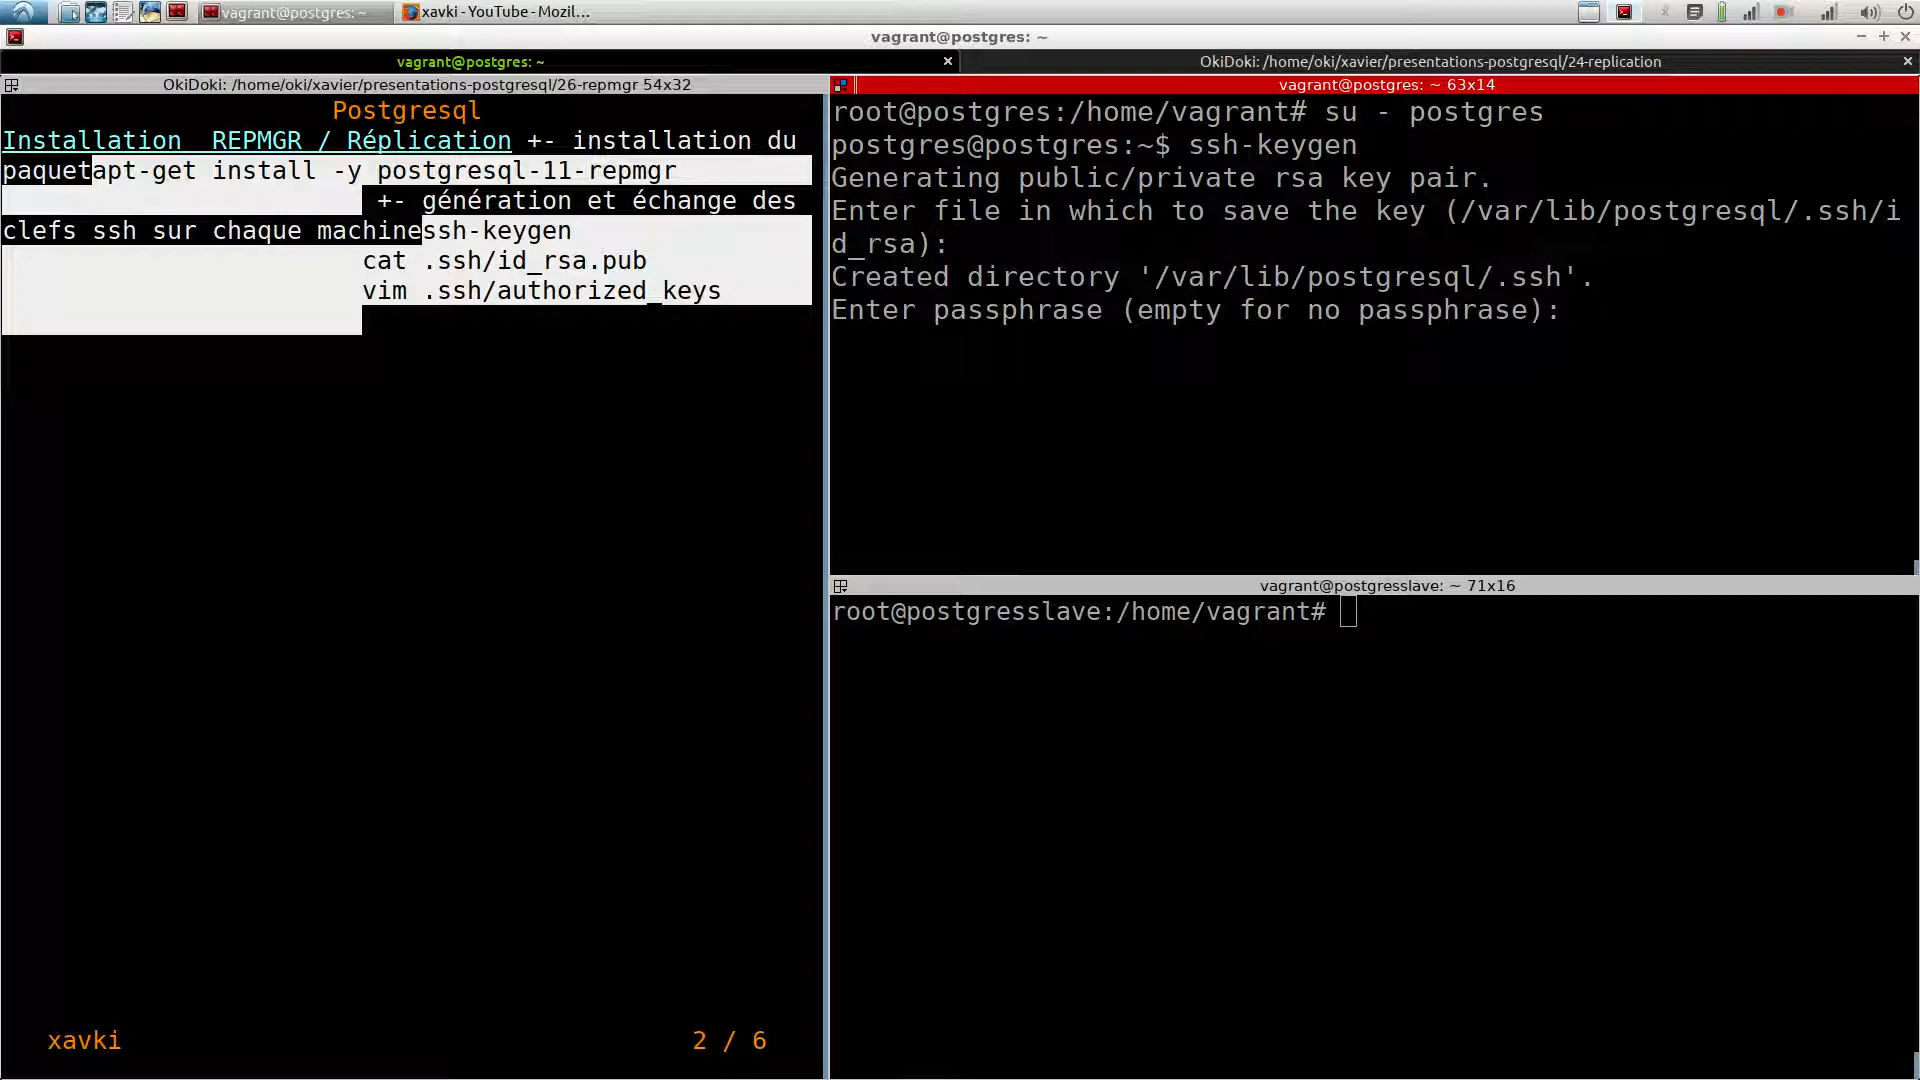 vagrant@postgres: ~
xavki - YouTube - Mozil...
vagrant@postgres: ~
vagrant@postgres: ~
OkiDoki: /home/oki/xavier/presentations-postgresql/24-replication
OkiDoki: /home/oki/xavier/presentations-postgresql/26-repmgr 54x32
Postgresql
Installation  REPMGR / Réplication +- installation du
paquetapt-get install -y postgresql-11-repmgr
+- génération et échange des
clefs ssh sur chaque machinessh-keygen
cat .ssh/id_rsa.pub
vim .ssh/authorized_keys
xavki
2 / 6
vagrant@postgres: ~ 63x14
root@postgres:/home/vagrant# su - postgres
postgres@postgres:~$ ssh-keygen
Generating public/private rsa key pair.
Enter file in which to save the key (/var/lib/postgresql/.ssh/i
d_rsa):
Created directory '/var/lib/postgresql/.ssh'.
Enter passphrase (empty for no passphrase):
vagrant@postgresslave: ~ 71x16
root@postgresslave:/home/vagrant#